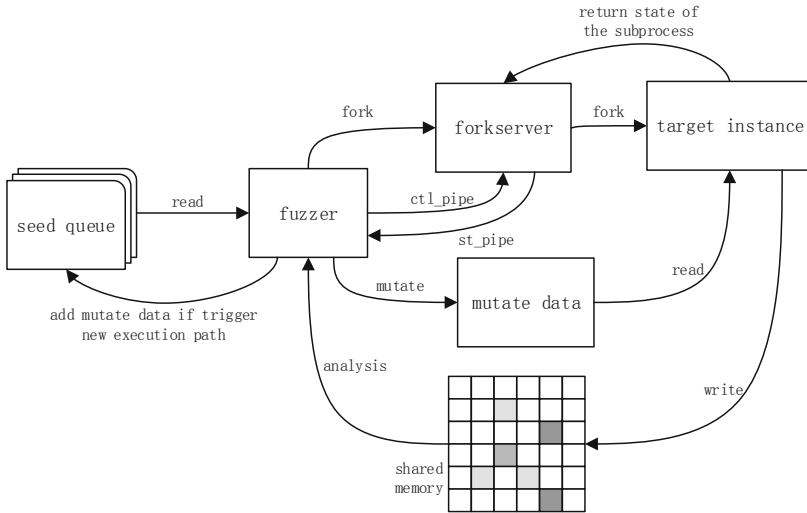 return state of
the subprocess
fork
forkserver
fork
target instance
read
ctl_pipe
seed queue
fuzzer
st_pipe
mutate
read
mutate data
add mutate data if trigger
new execution path
analysis
write
shared
memory